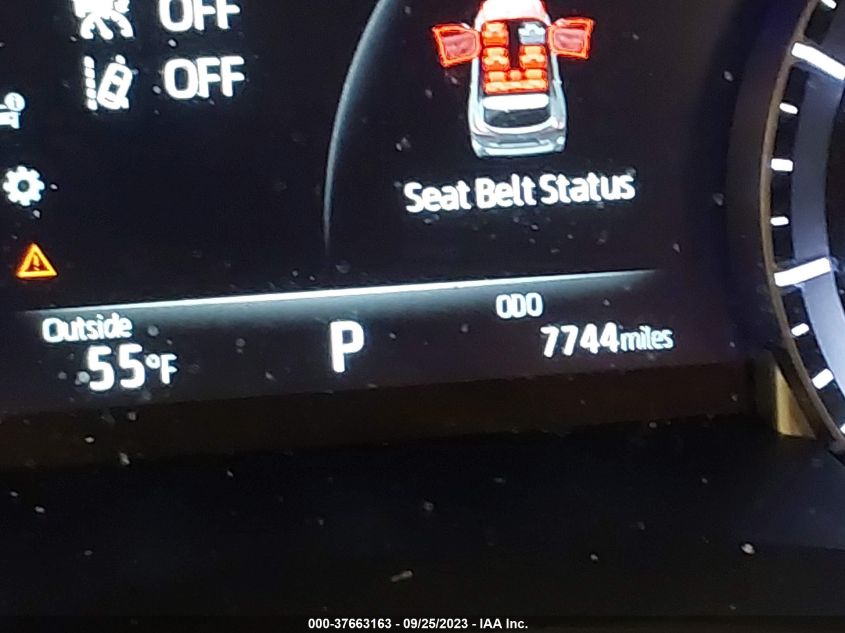 OFF
OFF
Seat Belt Status
Outside
55°F
P
ODO
7744 miles
000-37663163 - 09/25/2023 - IAA Inc.